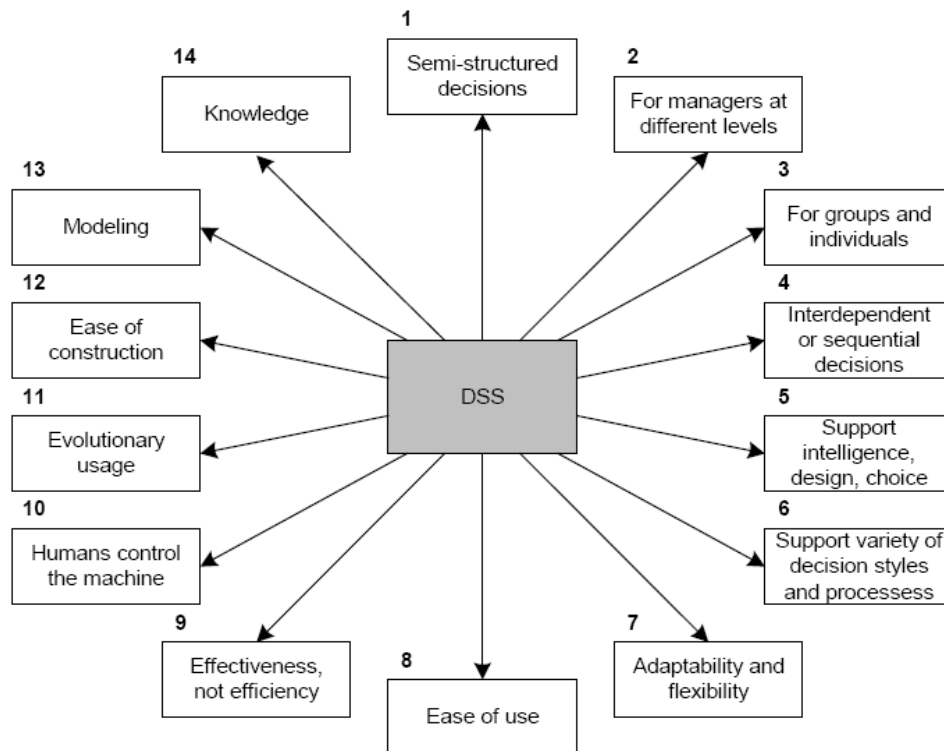 1
Semi-structured
decisions
2
For managers at
different levels
3
For groups and
individuals
4
Interdependent
or sequential
decisions
5
Support
intelligence,
design, choice
6
Support variety of
decision styles
and processess
7
Adaptability and
flexibility
8
Ease of use
9
Effectiveness,
not efficiency
10
Humans control
the machine
11
Evolutionary
usage
12
Ease of
construction
13
Modeling
14
Knowledge
DSS